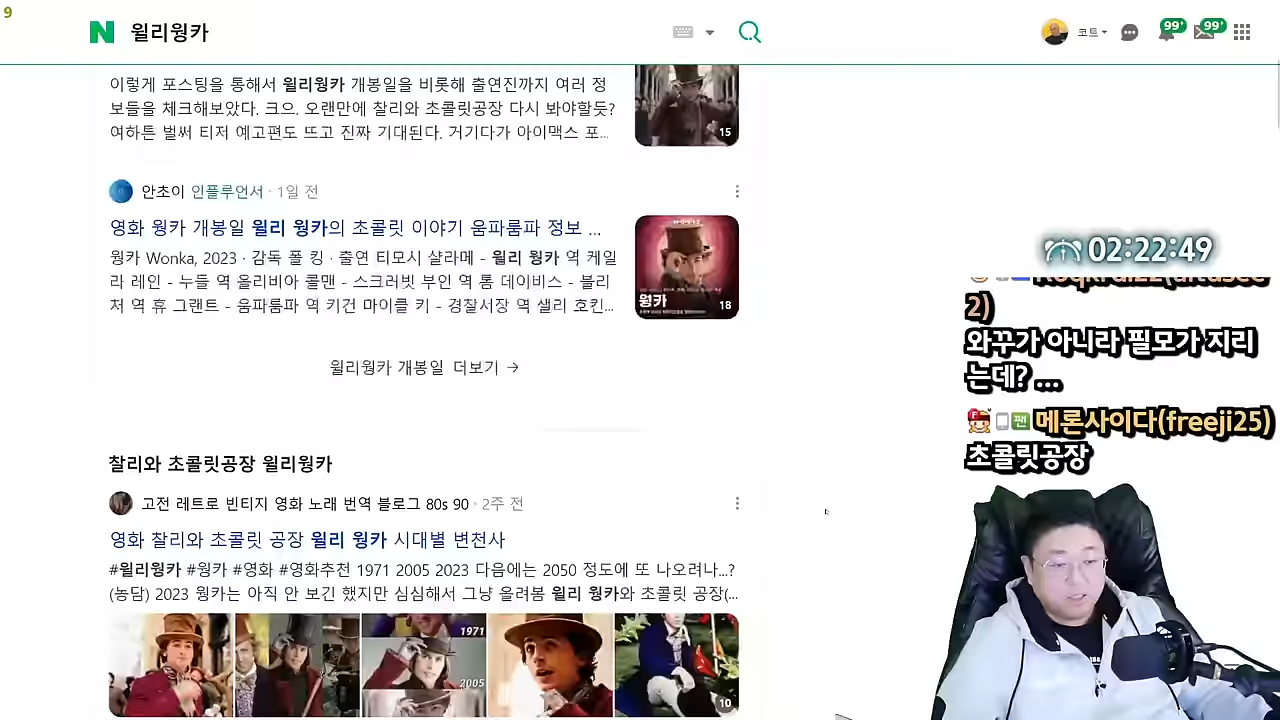 9
N 윌리웡카
코트
99+
99+
이렇게 포스팅을 통해서 윌리웡카 개봉일을 비롯해 출연진까지 여러 정
보들을 체크해보았다. 크으. 오랜만에 찰리와 초콜릿공장 다시 봐야할듯?
여하튼 벌써 티저 예고편도 뜨고 진짜 기대된다. 거기다가 아이맥스 포...
15
안초이 인플루언서 · 1일 전
영화 웡카 개봉일 윌리 웡카의 초콜릿 이야기 움파룸파 정보 ...
웡카 Wonka, 2023 · 감독 폴 킹 · 출연 티모시 샬라메 - 윌리 웡카 역 케일
라 레인 - 누들 역 올리비아 콜맨 - 스크러빗 부인 역 톰 데이비스 - 블리
처 역 휴 그랜트 - 움파룸파 역 키건 마이클 키 - 경찰서장 역 샐리 호킨...
웡카
18
윌리웡카 개봉일 더보기 →
찰리와 초콜릿공장 윌리웡카
고전 레트로 빈티지 영화 노래 번역 블로그 80s 90 · 2주 전
영화 찰리와 초콜릿 공장 윌리 웡카 시대별 변천사
#윌리웡카 #웡카 #영화 #영화추천 1971 2005 2023 다음에는 2050 정도에 또 나오려나...?
(농담) 2023 웡카는 아직 안 보긴 했지만 심심해서 그냥 올려봄 윌리 웡카와 초콜릿 공장(...
1971
2005
10
02:22:49
2)
와꾸가 아니라 필모가 지리
는데? ...
F 팬 메론사이다(freeji25)
초콜릿공장